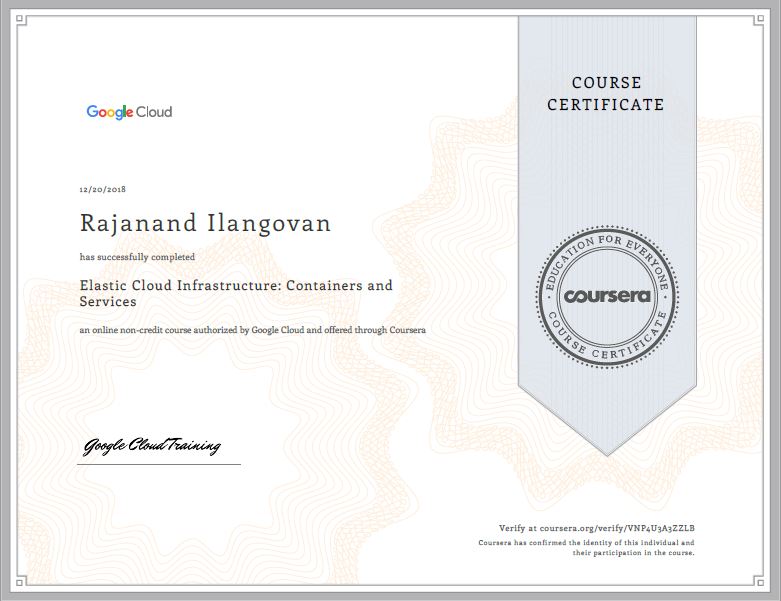 COURSE
CERTIFICATE
Google Cloud
12/20/2018
Rajanand Ilangovan
has successfully completed
Elastic Cloud Infrastructure: Containers and
Services
an online non-credit course authorized by Google Cloud and offered through Coursera
EDUCATION FOR EVERYONE
coursera
COURSE CERTIFICATE
Google Cloud Training
Verify at coursera.org/verify/VNP4U3A3ZZLB
Coursera has confirmed the identity of this individual and
their participation in the course.